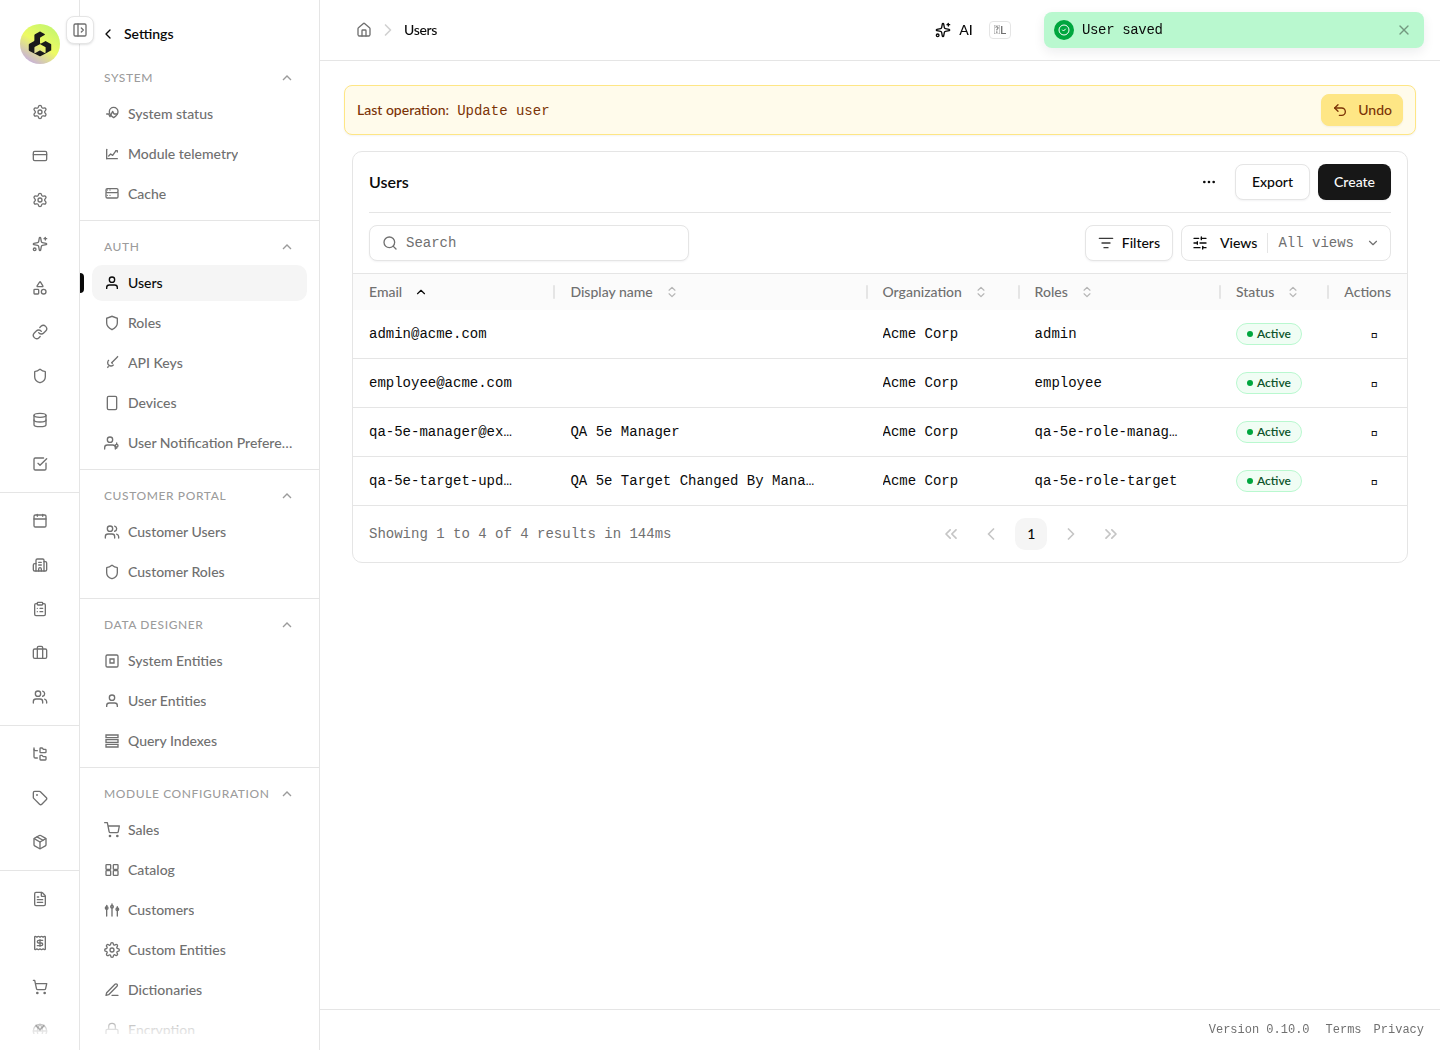 Settings
SYSTEM
System status
Module telemetry
Cache
AUTH
Users
Roles
API Keys
Devices
User Notification Prefere...
CUSTOMER PORTAL
Customer Users
Customer Roles
DATA DESIGNER
System Entities
User Entities
Query Indexes
MODULE CONFIGURATION
Sales
Catalog
Customers
Custom Entities
Dictionaries
Encryption
Users
AI
L
User saved
Last operation: Update user
Undo
Users
Export
Create
Search
Filters
Views
All views
Email
Display name
Organization
Roles
Status
Actions
admin@acme.com Acme Corp admin Active
employee@acme.com Acme Corp employee Active
qa-5e-manager@ex… QA 5e Manager Acme Corp qa-5e-role-manag… Active
qa-5e-target-upd… QA 5e Target Changed By Mana… Acme Corp qa-5e-role-target Active
Showing 1 to 4 of 4 results in 144ms
1
Version 0.10.0 Terms Privacy